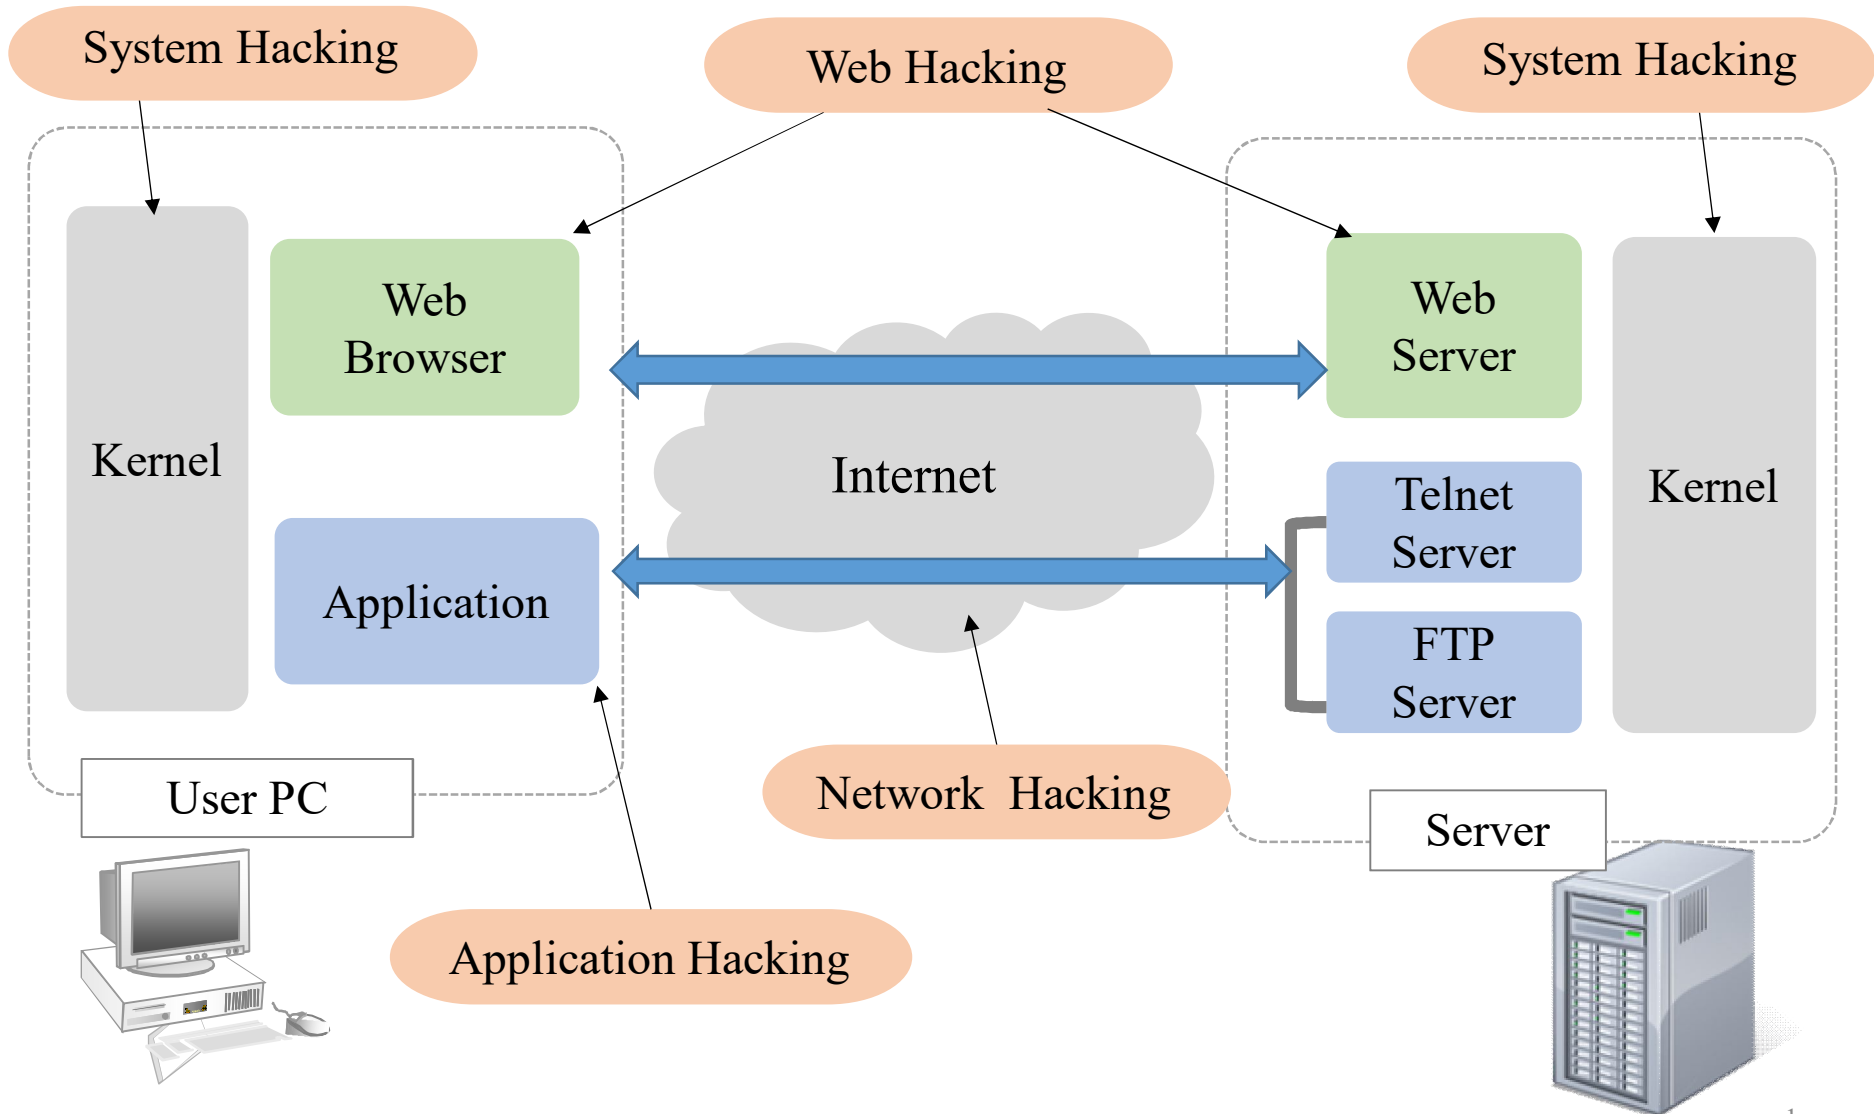 System Hacking
Web Hacking
System Hacking
Kernel
Web
Browser
Application
User PC
Internet
Web
Server
Telnet
Server
FTP
Server
Kernel
Server
Network  Hacking
Application Hacking
1